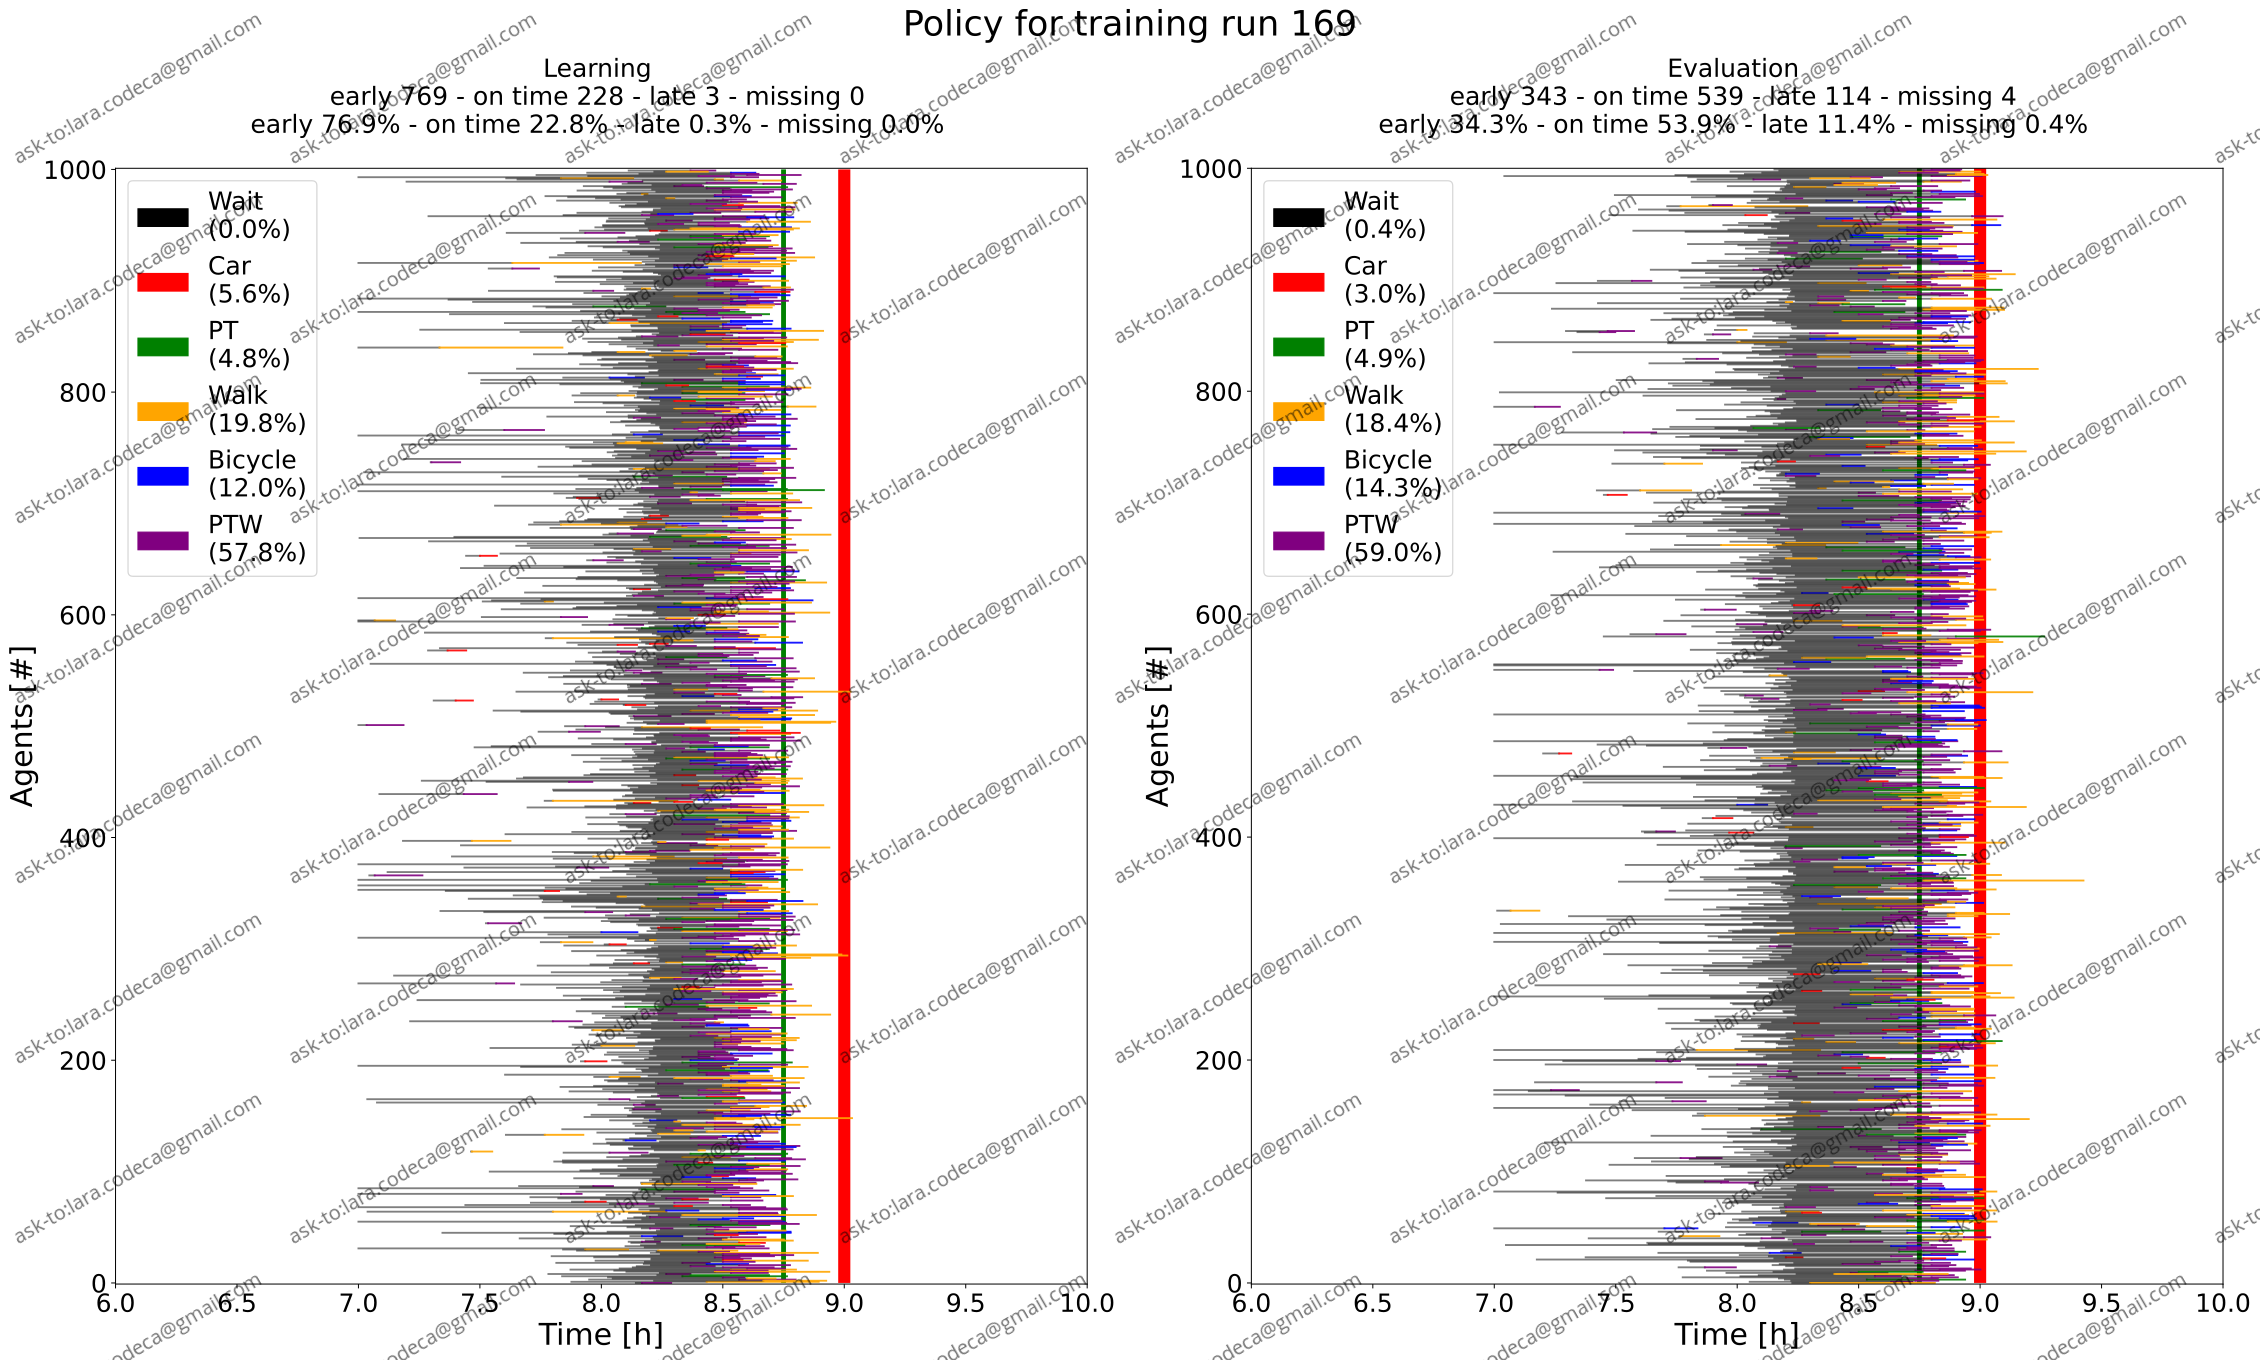 Policy for training run 169
Learning
early 769 - on time 228 - late 3 - missing 0
early 76.9% - on time 22.8% - late 0.3% - missing 0.0%
Evaluation
early 343 - on time 539 - late 114 - missing 4
early 34.3% - on time 53.9% - late 11.4% - missing 0.4%
Agents [#]
1000
800
600
400
200
0
Wait
(0.0%)
Car
(5.6%)
PT
(4.8%)
Walk
(19.8%)
Bicycle
(12.0%)
PTW
(57.8%)
6.0 6.5 7.0 7.5 8.0 8.5 9.0 9.5 10.0
Time [h]
Agents [#]
1000
800
600
400
200
0
Wait
(0.4%)
Car
(3.0%)
PT
(4.9%)
Walk
(18.4%)
Bicycle
(14.3%)
PTW
(59.0%)
6.0 6.5 7.0 7.5 8.0 8.5 9.0 9.5 10.0
Time [h]
ask-to:lara.codeca@gmail.com